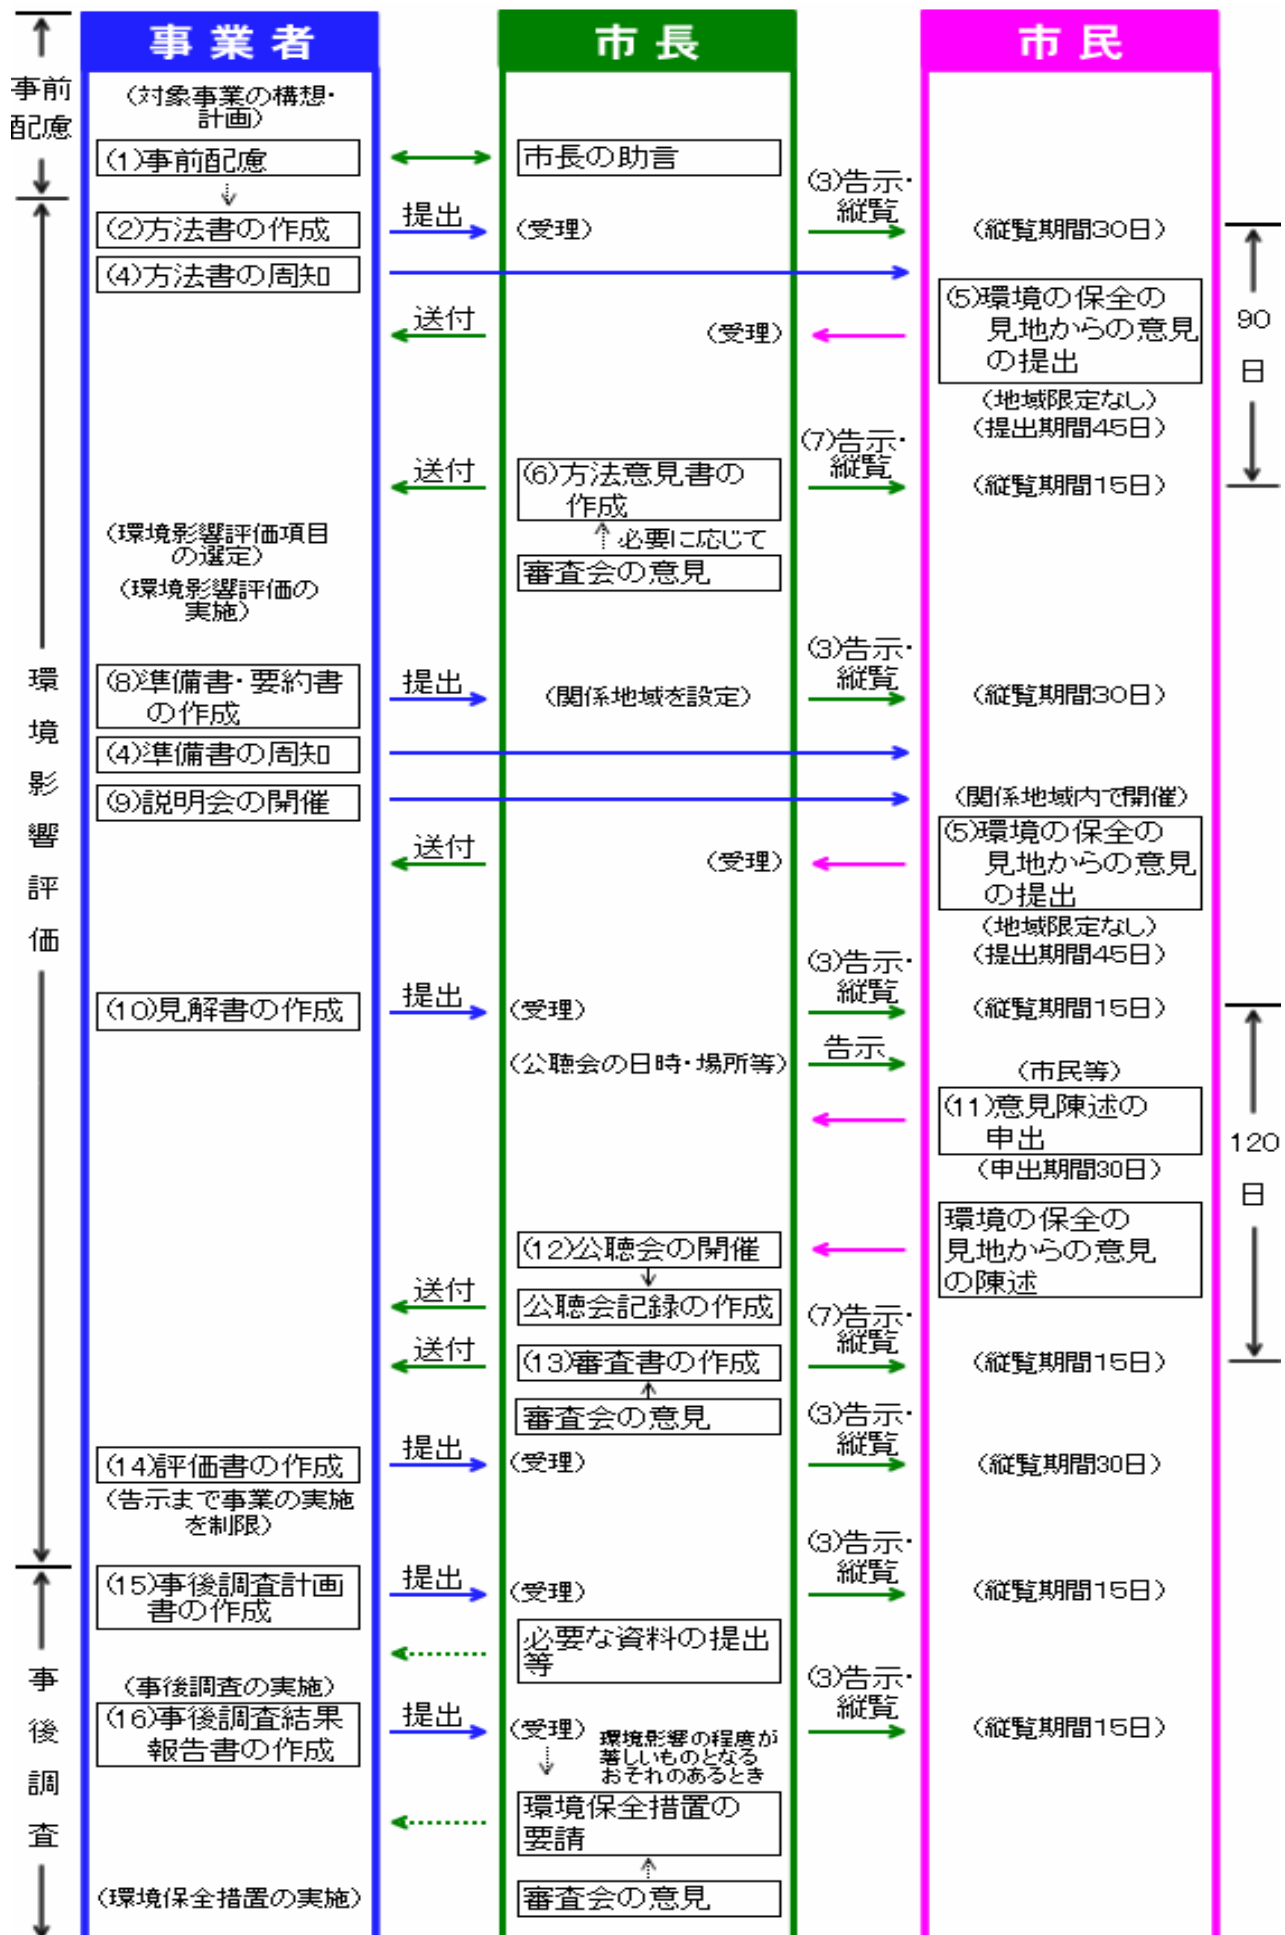 事業者
市長
市民
事前
配慮
(対象事業の構想・
計画)
(1)事前配慮
市長の助言
(3)告示・
縦覧
(2)方法書の作成
提出
(受理)
(縦覧期間30日)
(4)方法書の周知
(5)環境の保全の
見地からの意見
の提出
送付
(受理)
90
日
(地域限定なし)
(提出期間45日)
(7)告示・
縦覧
送付
(6)方法意見書の
作成
(縦覧期間15日)
必要に応じて
審査会の意見
(環境影響評価項目
の選定)
(環境影響評価の
実施)
環
境
影
響
評
価
(3)告示・
縦覧
(8)準備書・要約書
の作成
提出
(関係地域を設定)
(縦覧期間30日)
(4)準備書の周知
(9)説明会の開催
(関係地域内で開催)
(5)環境の保全の
見地からの意見
の提出
送付
(受理)
(地域限定なし)
(提出期間45日)
(3)告示・
縦覧
(10)見解書の作成
提出
(受理)
(縦覧期間15日)
(公聴会の日時・場所等)
告示
(市民等)
(11)意見陳述の
申出
(申出期間30日)
120
日
環境の保全の
見地からの意見
の陳述
(12)公聴会の開催
送付
公聴会記録の作成
(7)告示・
縦覧
送付
(13)審査書の作成
(縦覧期間15日)
審査会の意見
(3)告示・
縦覧
(14)評価書の作成
提出
(受理)
(縦覧期間30日)
(告示まで事業の実施
を制限)
(3)告示・
縦覧
(15)事後調査計画
書の作成
提出
(受理)
(縦覧期間15日)
必要な資料の提出
等
事
後
調
査
(事後調査の実施)
(3)告示・
縦覧
(16)事後調査結果
報告書の作成
提出
(受理)
(縦覧期間15日)
環境影響の程度が
著しいものとなる
おそれのあるとき
環境保全措置の
要請
(環境保全措置の実施)
審査会の意見